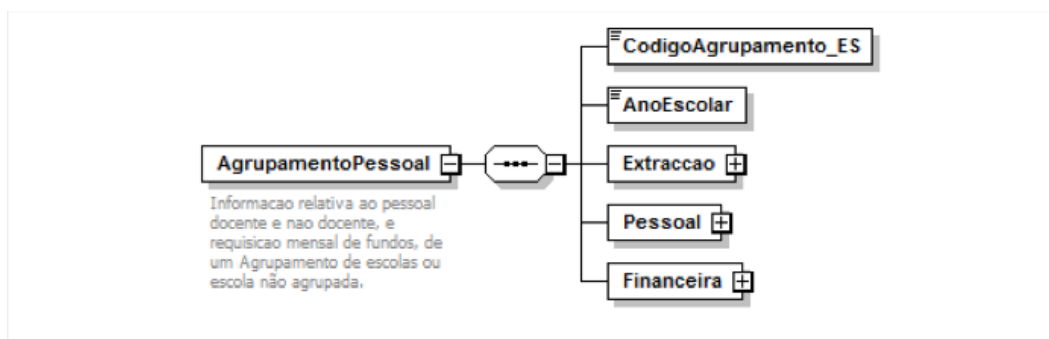 CodigoAgrupamento_ES
AnoEscolar
AgrupamentoPessoal
Extraccao
Informacao relativa ao pessoal
docente e nao docente, e
requisicao mensal de fundos, de
um Agrupamento de escolas ou
escola não agrupada.
Pessoal
Financeira